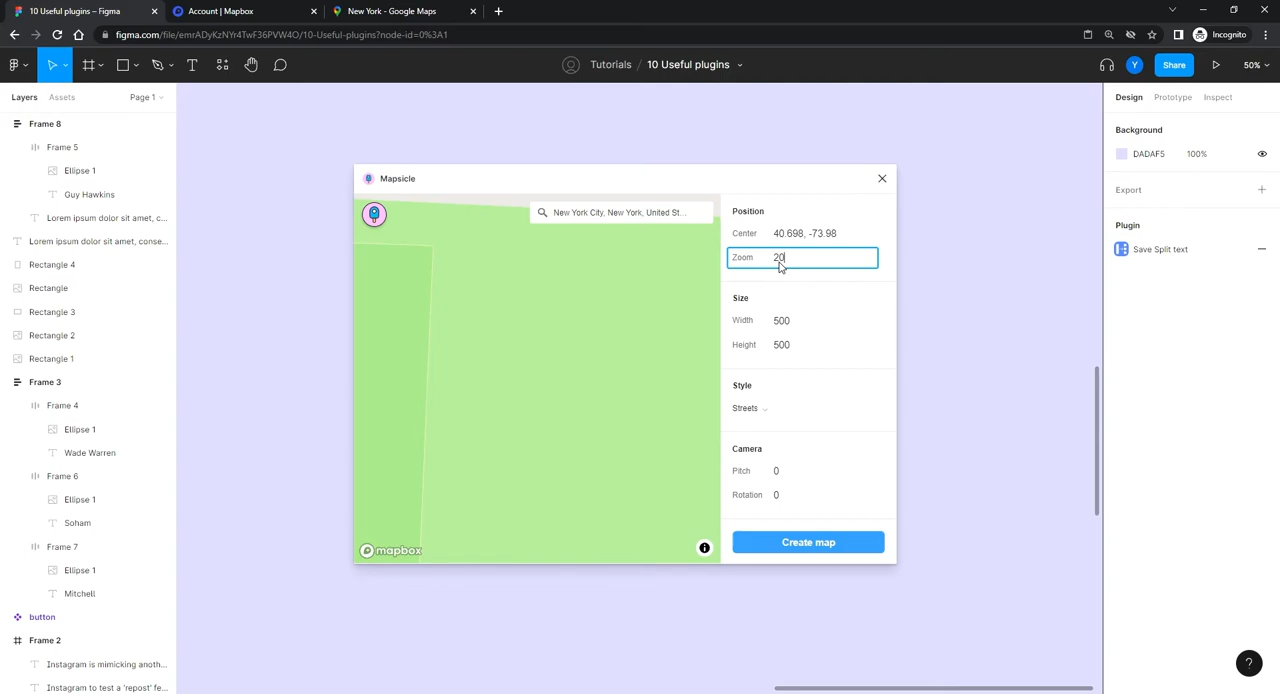 10 Useful plugins – Figma
Account | Mapbox
New York - Google Maps
figma.com/file/emrADyKzNYr4TwF36PVW4O/10-Useful-plugins?node-id=0%3A1
Incognito
Tutorials / 10 Useful plugins
Y
Share
50%
Layers
Assets
Page 1
Design
Prototype
Inspect
Frame 8
Frame 5
Ellipse 1
Guy Hawkins
Lorem ipsum dolor sit amet, c...
Lorem ipsum dolor sit amet, conse...
Rectangle 4
Rectangle
Rectangle 3
Rectangle 2
Rectangle 1
Frame 3
Frame 4
Ellipse 1
Wade Warren
Frame 6
Ellipse 1
Soham
Frame 7
Ellipse 1
Mitchell
button
Frame 2
Instagram is mimicking anoth...
Instagram to test a 'repost' fe...
Mapsicle
New York City, New York, United St...
mapbox
Position
Center 40.698, -73.98
Zoom 20
Size
Width 500
Height 500
Style
Streets
Camera
Pitch 0
Rotation 0
Create map
Background
DADAF5 100%
Export
Plugin
Save Split text
?